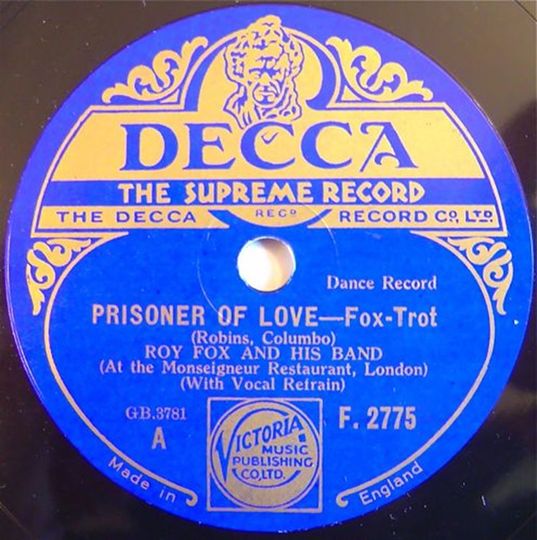 DECCA
THE SUPREME RECORD
THE DECCA REGD RECORD CO, LTD
Dance Record
PRISONER OF LOVE—Fox-Trot
(Robins, Columbo)
ROY FOX AND HIS BAND
(At the Monseigneur Restaurant, London)
(With Vocal Refrain)
GB.3781
A
F. 2775
VICTORIA
MUSIC
PUBLISHING
CO,LTD.
Made in England